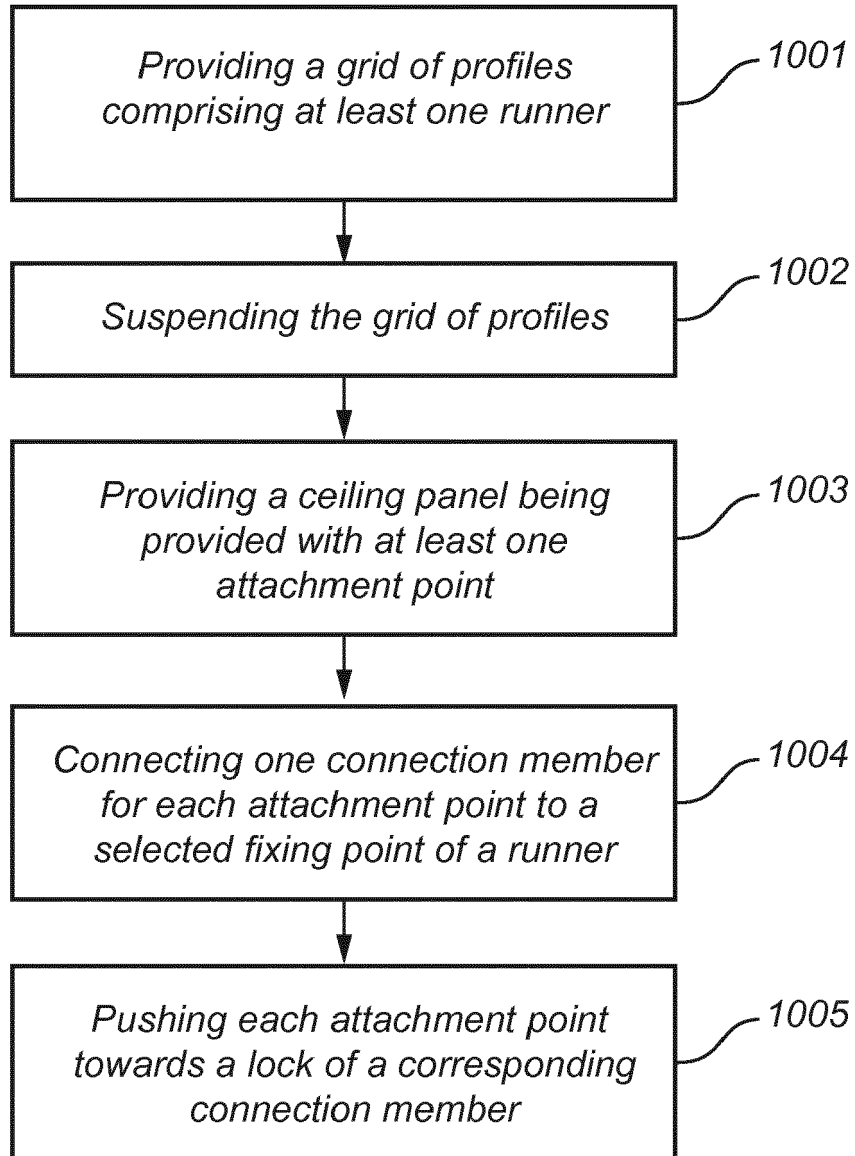 Providing a grid of profiles
comprising at least one runner
1001
Suspending the grid of profiles
1002
Providing a ceiling panel being
provided with at least one
attachment point
1003
Connecting one connection member
for each attachment point to a
selected fixing point of a runner
1004
Pushing each attachment point
towards a lock of a corresponding
connection member
1005